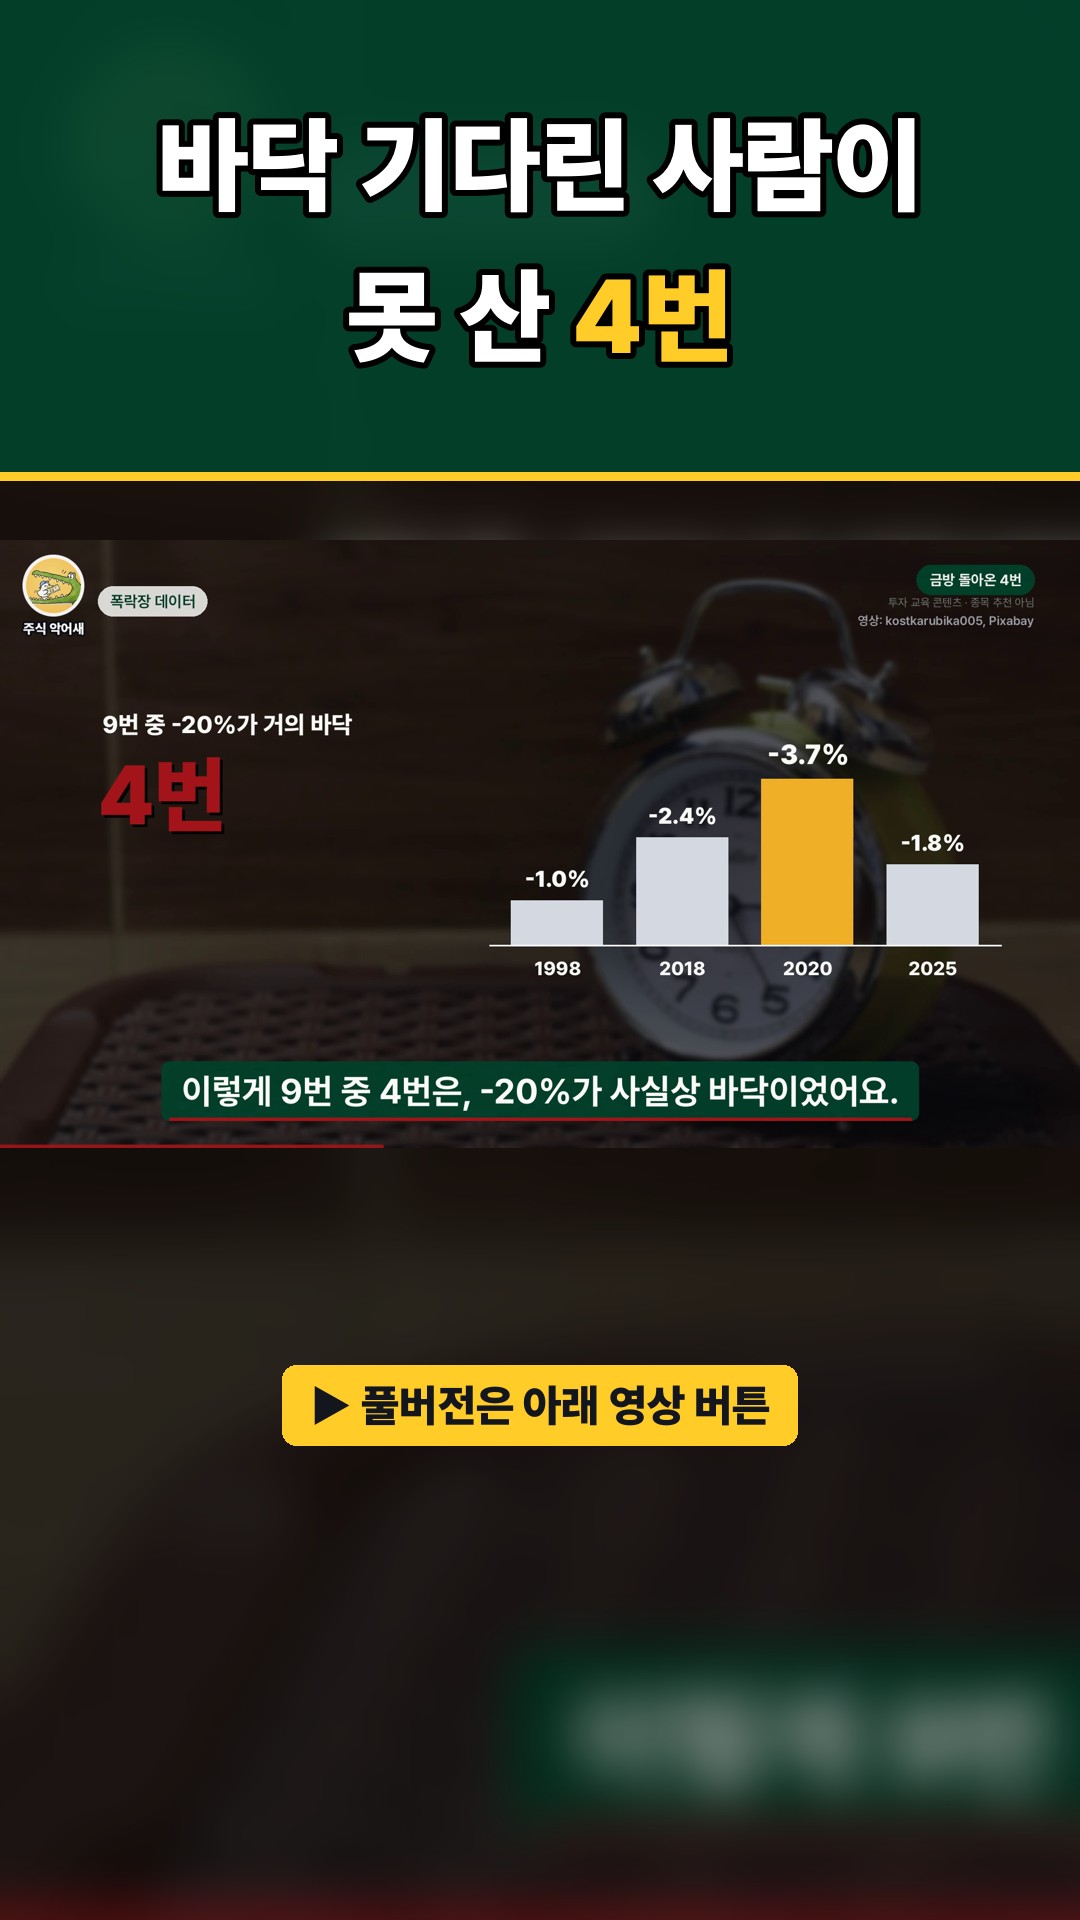 바닥 기다린 사람이
못 산 4번
주식 악어새
폭락장 데이터
금방 돌아온 4번
투자 교육 콘텐츠 · 종목 추천 아님
영상: kostkarubika005, Pixabay
9번 중 -20%가 거의 바닥
4번
-1.0%
-2.4%
-3.7%
-1.8%
1998
2018
2020
2025
12
7
6
5
이렇게 9번 중 4번은, -20%가 사실상 바닥이었어요.
▶ 풀버전은 아래 영상 버튼